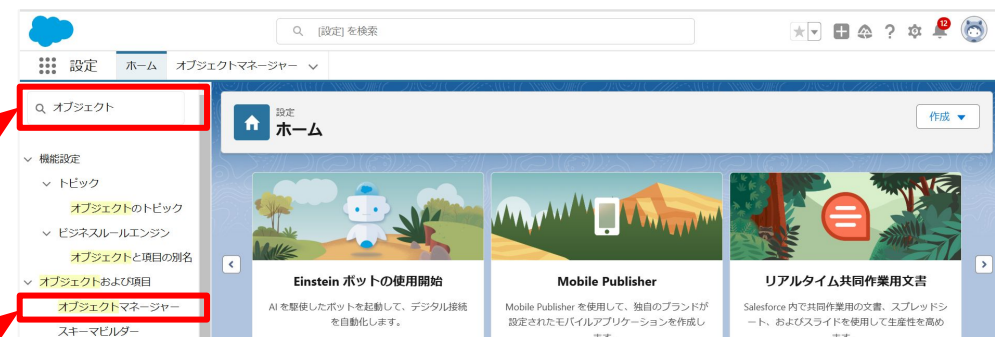 [設定] を検索
12
設定
ホーム
オブジェクトマネージャー
オブジェクト
機能設定
トピック
オブジェクトのトピック
ビジネスルールエンジン
オブジェクトと項目の別名
オブジェクトおよび項目
オブジェクトマネージャー
スキーマビルダー
設定
ホーム
作成
Einstein ボットの使用開始
AI を駆使したボットを起動して、デジタル接続
を自動化します。
Mobile Publisher
Mobile Publisher を使用して、独自のブランドが
設定されたモバイルアプリケーションを作成し
ます
リアルタイム共同作業用文書
Salesforce 内で共同作業用の文書、スプレッドシ
ート、およびスライドを使用して生産性を高め
ます